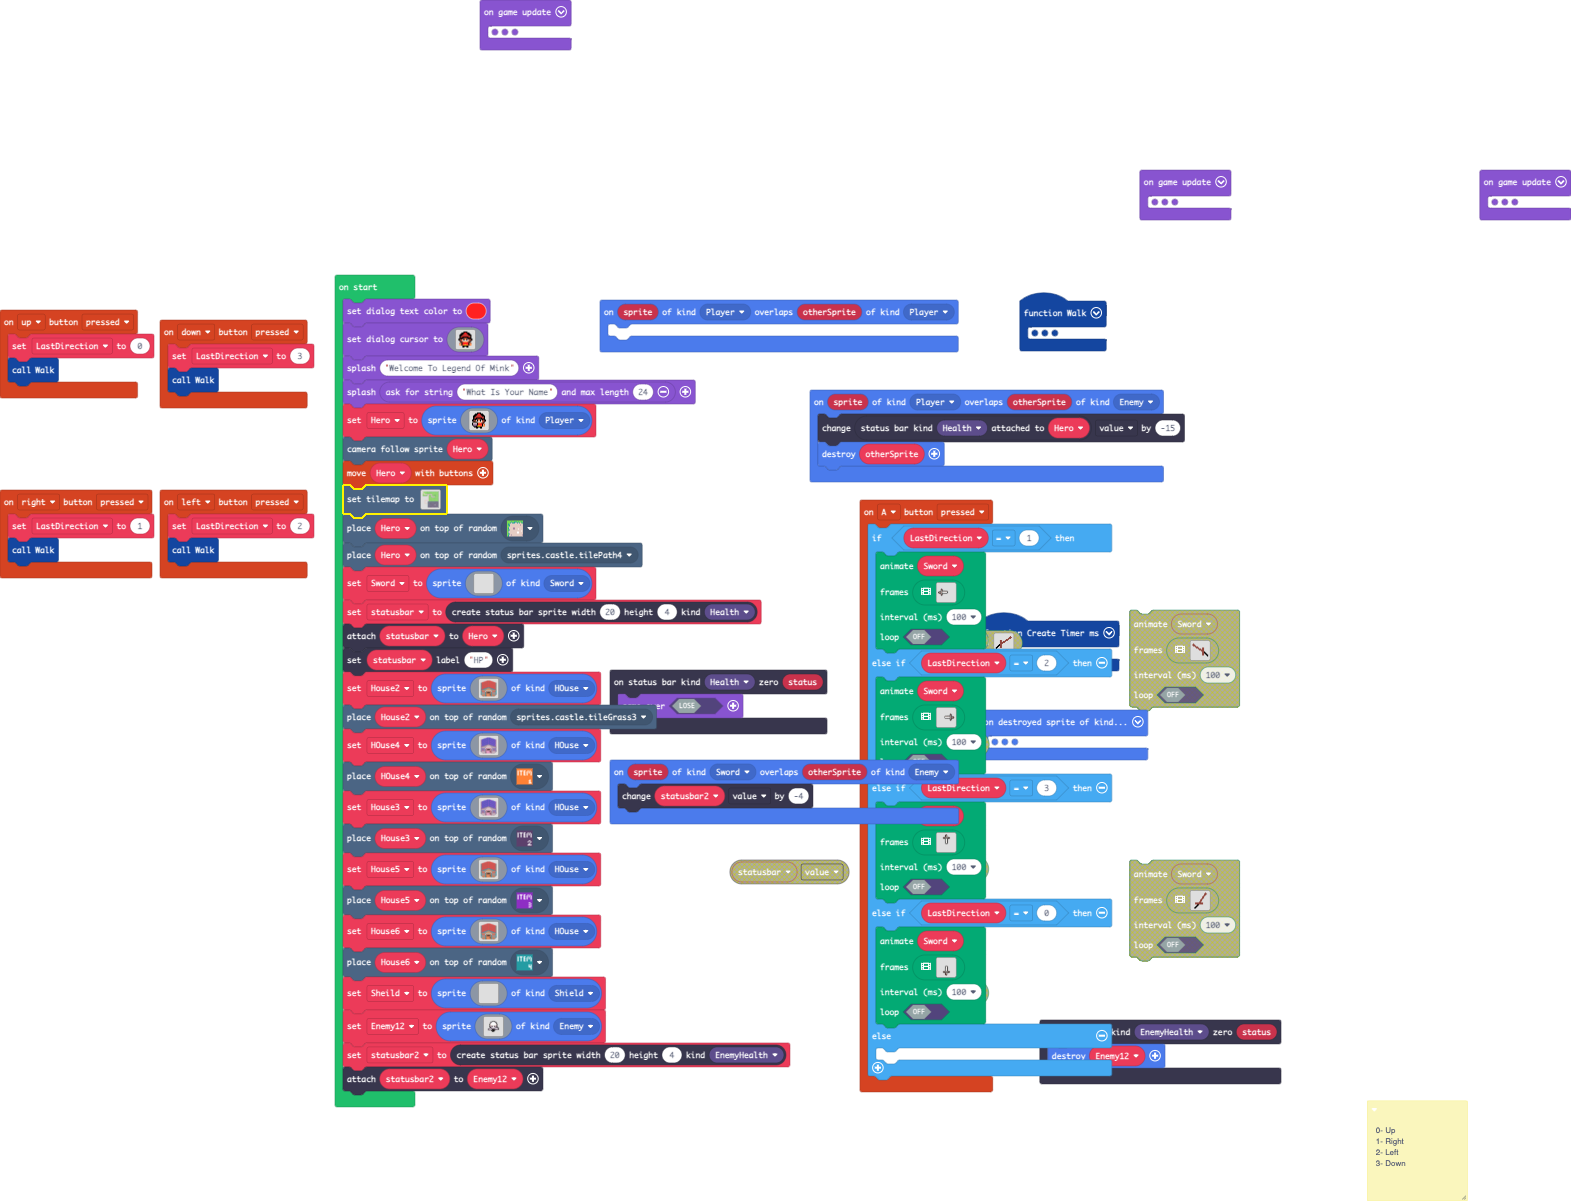 on game update
on game update
on game update
on up button pressed
set LastDirection to 0
call Walk
on down button pressed
set LastDirection to 3
call Walk
on right button pressed
set LastDirection to 1
call Walk
on left button pressed
set LastDirection to 2
call Walk
on start
set dialog text color to
set dialog cursor to
splash "Welcome To Legend Of Mink"
splash ask for string "What Is Your Name" and max length 24
set Hero to sprite of kind Player
camera follow sprite Hero
move Hero with buttons
set tilemap to
place Hero on top of random
place Hero on top of random sprites.castle.tilePath4
set Sword to sprite of kind Sword
set statusbar to create status bar sprite width 20 height 4 kind Health
attach statusbar to Hero
set statusbar label "HP"
set House2 to sprite of kind HOuse
place House2 on top of random sprites.castle.tileGrass3
set HOuse4 to sprite of kind HOuse
place HOuse4 on top of random ITEM
set House3 to sprite of kind HOuse
place House3 on top of random ITEM 2
set House5 to sprite of kind HOuse
place House5 on top of random ITEM 3
set House6 to sprite of kind HOuse
place House6 on top of random ITEM 4
set Sheild to sprite of kind Shield
set Enemy12 to sprite of kind Enemy
set statusbar2 to create status bar sprite width 20 height 4 kind EnemyHealth
attach statusbar2 to Enemy12
on sprite of kind Player overlaps otherSprite of kind Player
function Walk
on sprite of kind Player overlaps otherSprite of kind Enemy
change status bar kind Health attached to Hero value by -15
destroy otherSprite
on A button pressed
if LastDirection = 1 then
animate Sword
frames
interval (ms) 100
loop OFF
else if LastDirection = 2 then
animate Sword
frames
interval (ms) 100
else if LastDirection = 3 then
frames
interval (ms) 100
loop OFF
else if LastDirection = 0 then
animate Sword
frames
interval (ms) 100
loop OFF
else
Create Timer ms
on destroyed sprite of kind...
on status bar kind Health zero status
LOSE
on sprite of kind Sword overlaps otherSprite of kind Enemy
change statusbar2 value by -4
statusbar value
animate Sword
frames
interval (ms) 100
loop OFF
animate Sword
frames
interval (ms) 100
loop OFF
kind EnemyHealth zero status
destroy Enemy12
0- Up
1- Right
2- Left
3- Down